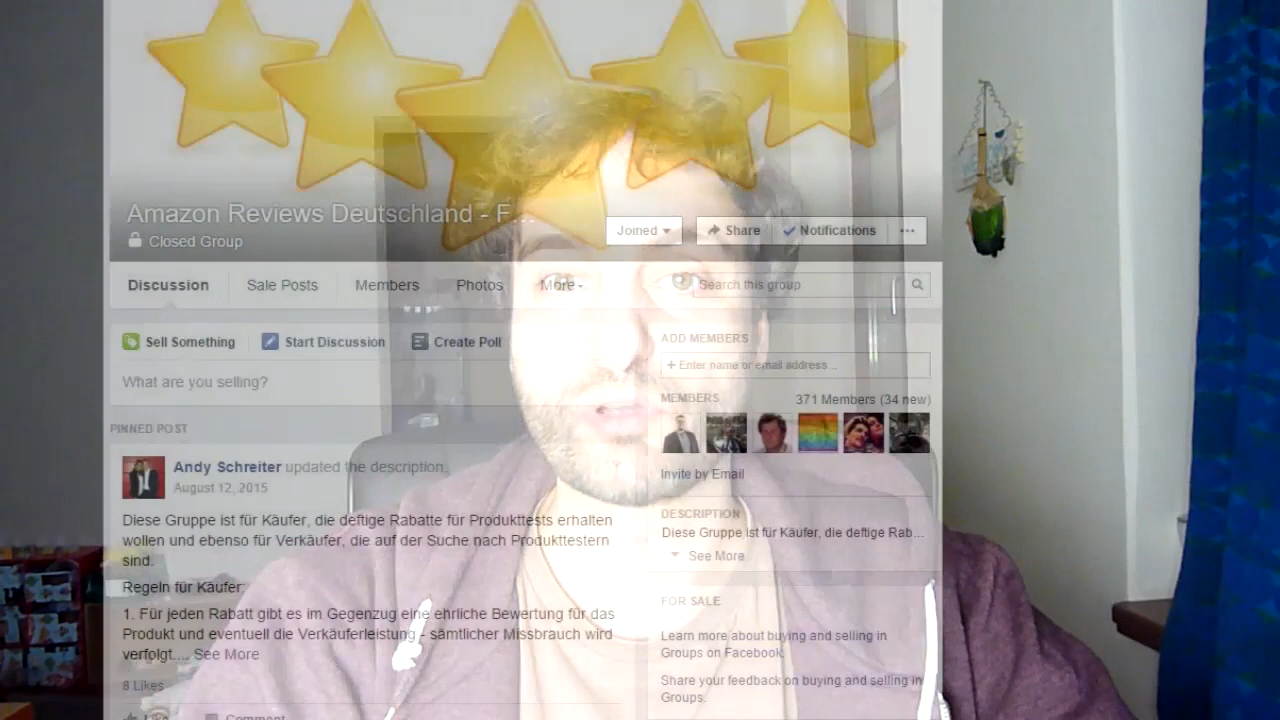 Amazon Reviews Deutschland - F...
Closed Group
Joined
Share
Notifications
Discussion
Sale Posts
Members
Photos
More
Search this group
Sell Something
Start Discussion
Create Poll
What are you selling?
PINNED POST
Andy Schreiter updated the description.
August 12, 2015
Diese Gruppe ist für Käufer, die deftige Rabatte für Produkttests erhalten
wollen und ebenso für Verkäufer, die auf der Suche nach Produkttestern
sind.
Regeln für Käufer:
1. Für jeden Rabatt gibt es im Gegenzug eine ehrliche Bewertung für das
Produkt und eventuell die Verkäuferleistung - sämtlicher Missbrauch wird
verfolgt.... See More
8 Likes
Like
Comment
ADD MEMBERS
+ Enter name or email address...
MEMBERS
371 Members (34 new)
Invite by Email
DESCRIPTION
Diese Gruppe ist für Käufer, die deftige Rab...
See More
FOR SALE
Learn more about buying and selling in
Groups on Facebook.
Share your feedback on buying and selling in
Groups.